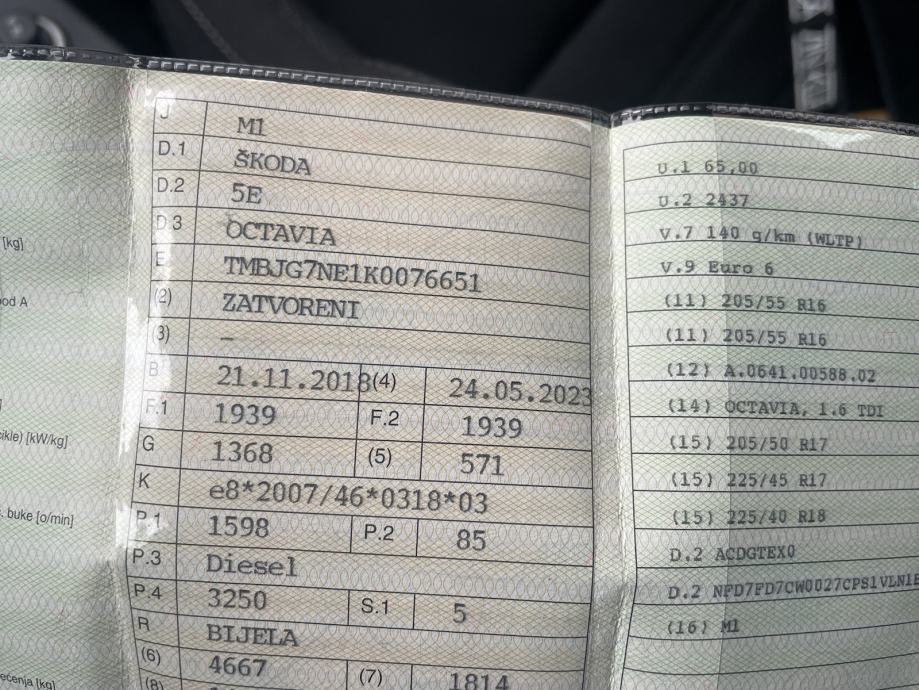 [kg]
od A
]
cikle) [kW/kg]
. buke [o/min]
ećenja [kg]
J M1
D.1 ŠKODA
D.2 5E
D.3 OCTAVIA
E TMBJG7NE1K0076651
(2) ZATVORENI
(3) –
B 21.11.2018 (4) 24.05.2023
F.1 1939 F.2 1939
G 1368 (5) 571
K e8*2007/46*0318*03
P.1 1598 P.2 85
P.3 Diesel
P.4 3250 S.1 5
R BIJELA
(6) 4667 (7) 1814
(8)
U.1 65,00
U.2 2437
V.7 140 g/km (WLTP)
V.9 Euro 6
(11) 205/55 R16
(11) 205/55 R16
(12) A.0641.00588.02
(14) OCTAVIA, 1.6 TDI
(15) 205/50 R17
(15) 225/45 R17
(15) 225/40 R18
D.2 ACDGTEX0
D.2 NFD7FD7CW0027CPS1VLN1E
(16) M1